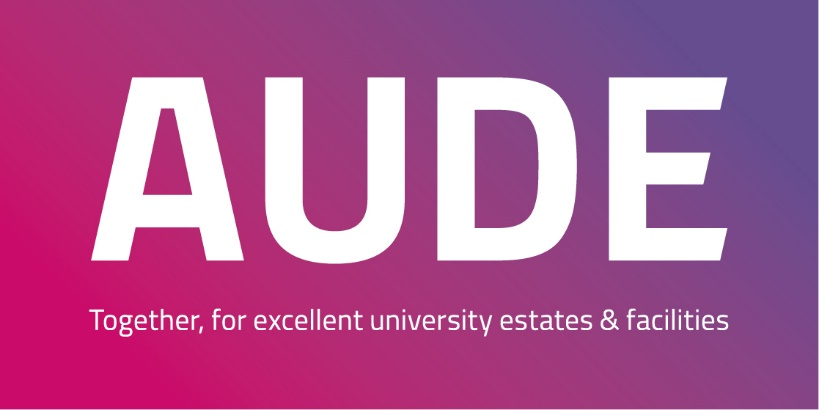 AUDE
Together, for excellent university estates & facilities